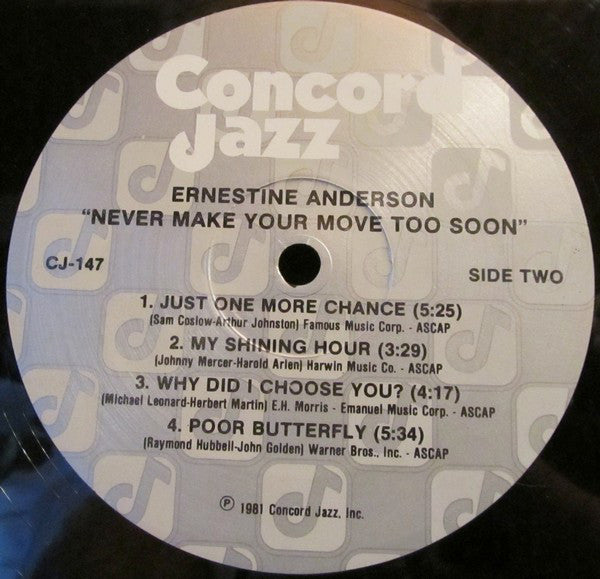 Concord
Jazz
ERNESTINE ANDERSON
"NEVER MAKE YOUR MOVE TOO SOON"
CJ-147
SIDE TWO
1. JUST ONE MORE CHANCE (5:25)
(Sam Coslow-Arthur Johnston) Famous Music Corp. - ASCAP
2. MY SHINING HOUR (3:29)
(Johnny Mercer-Harold Arlen) Harwin Music Co. - ASCAP
3. WHY DID I CHOOSE YOU? (4:17)
(Michael Leonard-Herbert Martin) E.H. Morris - Emanuel Music Corp. - ASCAP
4. POOR BUTTERFLY (5:34)
(Raymond Hubbell-John Golden) Warner Bros., Inc. - ASCAP
℗ 1981 Concord Jazz, Inc.